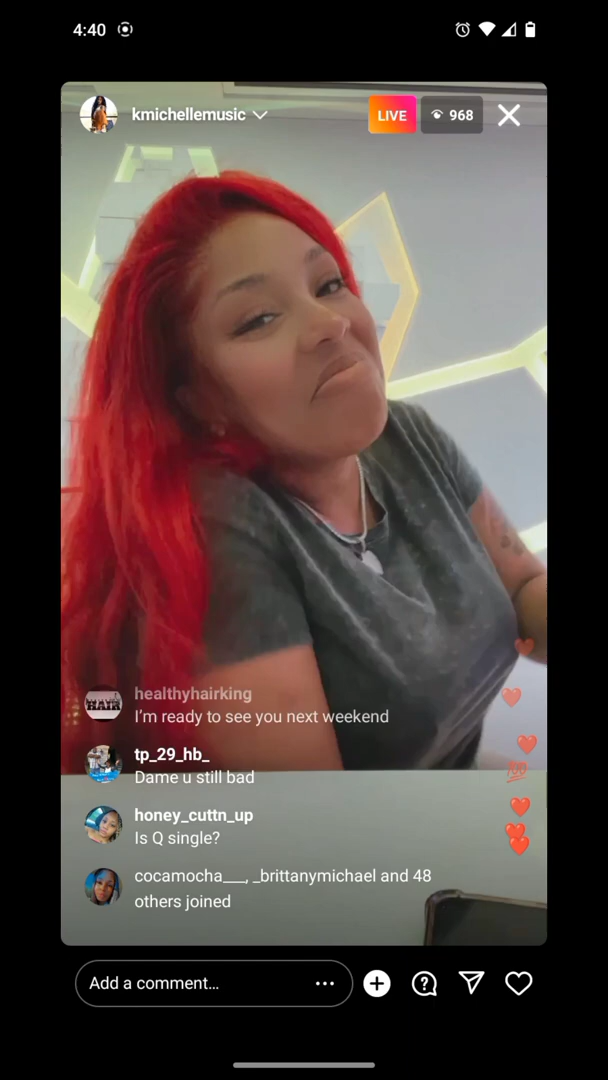 4:40
kmichellemusic
LIVE
968
healthyhairking
HAIR
I'm ready to see you next weekend
tp_29_hb_
Dame u still bad
honey_cuttn_up
Is Q single?
cocamocha___, _brittanymichael and 48
others joined
Add a comment...